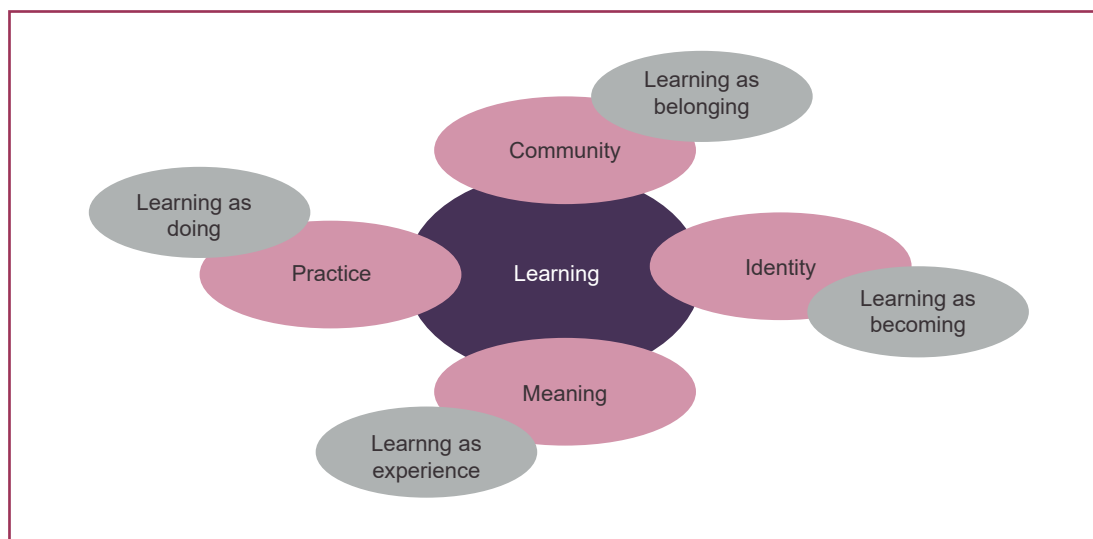 Learning as
belonging
Community
Learning as
doing
Practice
Learning
Identity
Learning as
becoming
Meaning
Learnng as
experience